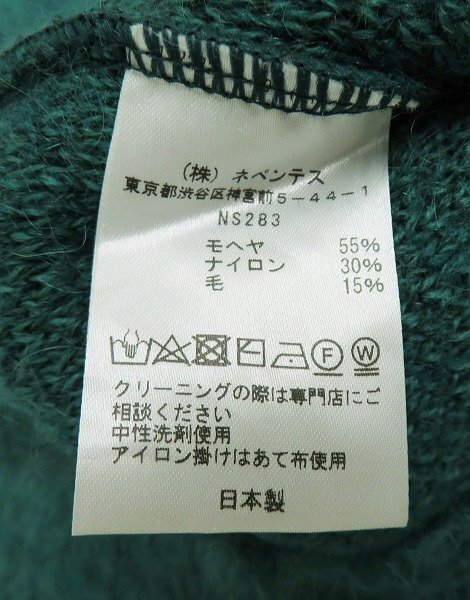 (株) ネペンテス
東京都渋谷区神宮前5-44-1
NS283
モヘヤ 55%
ナイロン 30%
毛 15%
F W
クリーニングの際は専門店にご
相談ください
中性洗剤使用
アイロン掛けはあて布使用
日本製